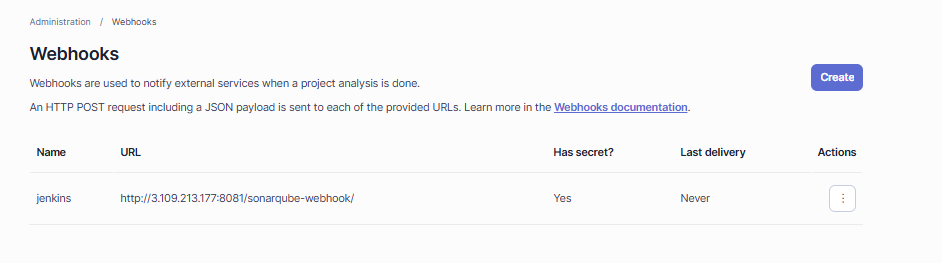 Administration / Webhooks
Webhooks
Webhooks are used to notify external services when a project analysis is done.
Create
An HTTP POST request including a JSON payload is sent to each of the provided URLs. Learn more in the Webhooks documentation.
Name URL Has secret? Last delivery Actions
jenkins http://3.109.213.177:8081/sonarqube-webhook/ Yes Never